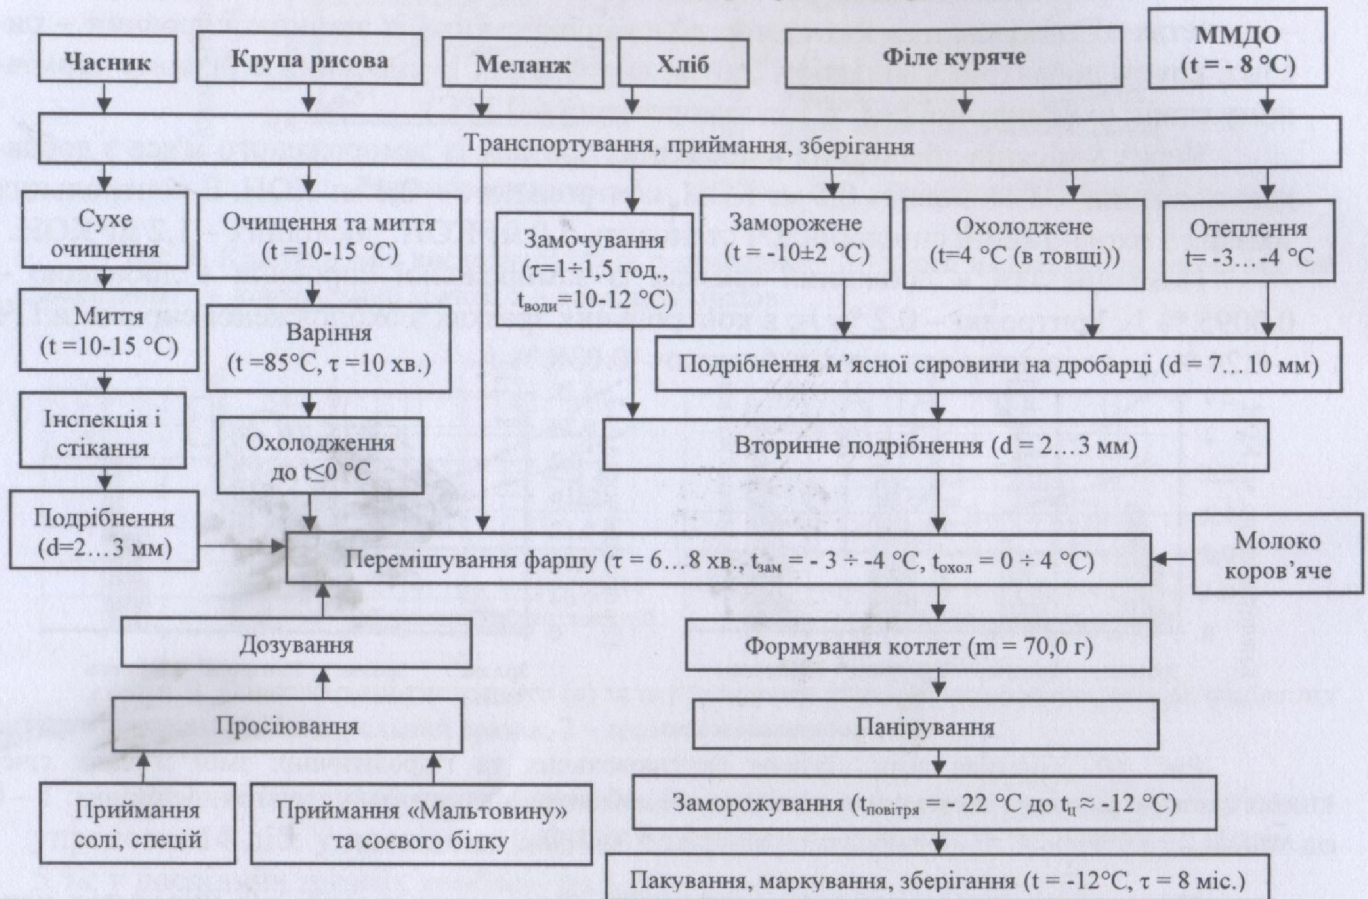 Часник
Крупа рисова
Меланж
Хліб
Філе куряче
ММДО
(t = - 8 °C)
Транспортування, приймання, зберігання
Сухе
очищення
Очищення та миття
(t =10- 15 °C)
Замочування
(τ=1÷1,5 год.,
tводи=10-12 °C)
Заморожене
(t = -10±2 °C)
Охолоджене
(t=4 °C (в товщі))
Отеплення
t= -3…-4 °C
Миття
(t =10-15 °C)
Варіння
(t =85°C, τ =10 хв.)
Подрібнення м᾽ясної сировини на дробарці (d = 7…10 мм)
Інспекція і
стікання
Охолодження
до t≤0 °C
Вторинне подрібнення (d = 2…3 мм)
Подрібнення
(d=2…3 мм)
Перемішування фаршу (τ = 6…8 хв., tзам = - 3 ÷ -4 °C, tохол = 0 ÷ 4 °C)
Молоко
коров᾽яче
Дозування
Формування котлет (m = 70,0 г)
Просіювання
Панірування
Приймання
солі, спецій
Приймання «Мальтовину»
та соєвого білку
Заморожування (tповітря = - 22 °C до tц ≈ -12 °C)
Пакування, маркування, зберігання (t = -12°C, τ = 8 міс.)